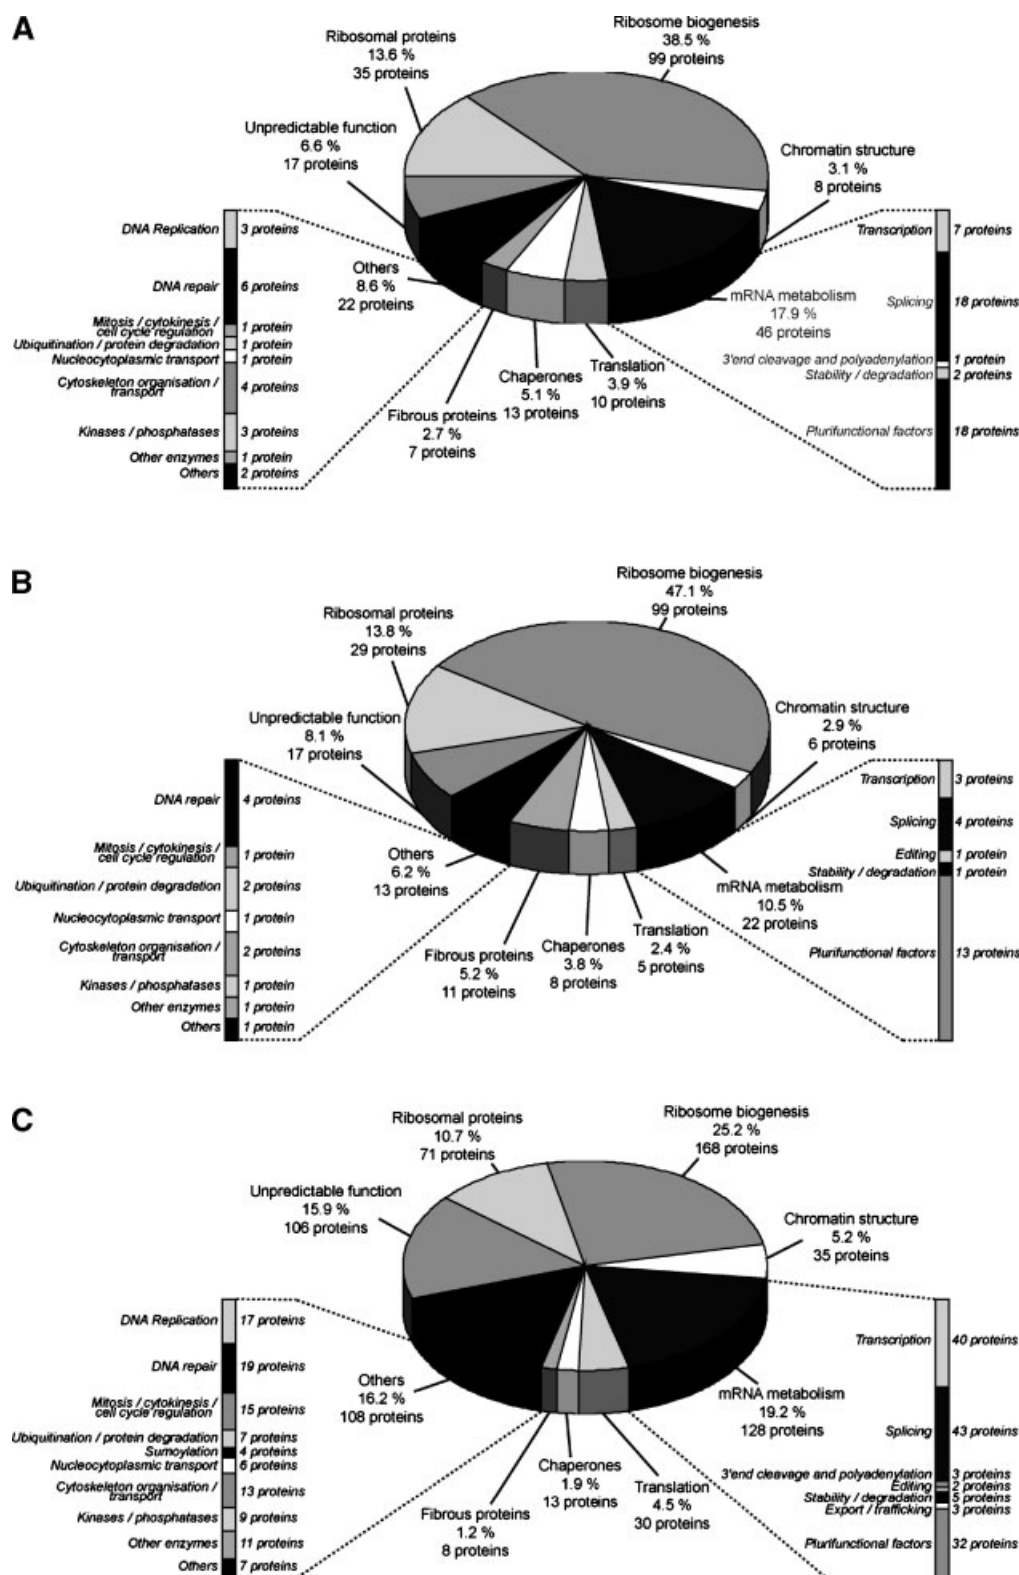 A
Ribosome biogenesis
38.5 %
99 proteins
Ribosomal proteins
13.6 %
35 proteins
Unpredictable function
6.6 %
17 proteins
Chromatin structure
3.1 %
8 proteins
Others
8.6 %
22 proteins
mRNA metabolism
17.9 %
46 proteins
Translation
3.9 %
10 proteins
Chaperones
5.1 %
13 proteins
Fibrous proteins
2.7 %
7 proteins
DNA Replication 3 proteins
DNA repair 6 proteins
Mitosis / cytokinesis /
cell cycle regulation 1 protein
Ubiquitination / protein degradation 1 protein
Nucleocytoplasmic transport 1 protein
Cytoskeleton organisation /
transport 4 proteins
Kinases / phosphatases 3 proteins
Other enzymes 1 protein
Others 2 proteins
Transcription 7 proteins
Splicing 18 proteins
3'end cleavage and polyadenylation 1 protein
Stability / degradation 2 proteins
Plurifunctional factors 18 proteins
B
Ribosome biogenesis
47.1 %
99 proteins
Ribosomal proteins
13.8 %
29 proteins
Unpredictable function
8.1 %
17 proteins
Chromatin structure
2.9 %
6 proteins
Others
6.2 %
13 proteins
mRNA metabolism
10.5 %
22 proteins
Translation
2.4 %
5 proteins
Chaperones
3.8 %
8 proteins
Fibrous proteins
5.2 %
11 proteins
DNA repair 4 proteins
Mitosis / cytokinesis /
cell cycle regulation 1 protein
Ubiquitination / protein degradation 2 proteins
Nucleocytoplasmic transport 1 protein
Cytoskeleton organisation /
transport 2 proteins
Kinases / phosphatases 1 protein
Other enzymes 1 protein
Others 1 protein
Transcription 3 proteins
Splicing 4 proteins
Editing 1 protein
Stability / degradation 1 protein
Plurifunctional factors 13 proteins
C
Ribosome biogenesis
25.2 %
168 proteins
Ribosomal proteins
10.7 %
71 proteins
Unpredictable function
15.9 %
106 proteins
Chromatin structure
5.2 %
35 proteins
Others
16.2 %
108 proteins
mRNA metabolism
19.2 %
128 proteins
Chaperones
1.9 %
13 proteins
Translation
4.5 %
30 proteins
Fibrous proteins
1.2 %
8 proteins
DNA Replication 17 proteins
DNA repair 19 proteins
Mitosis / cytokinesis /
cell cycle regulation 15 proteins
Ubiquitination / protein degradation 7 proteins
Sumoylation 4 proteins
Nucleocytoplasmic transport 6 proteins
Cytoskeleton organisation /
transport 13 proteins
Kinases / phosphatases 9 proteins
Other enzymes 11 proteins
Others 7 proteins
Transcription 40 proteins
Splicing 43 proteins
3'end cleavage and polyadenylation 3 proteins
Editing 2 proteins
Stability / degradation 5 proteins
Export / trafficking 3 proteins
Plurifunctional factors 32 proteins